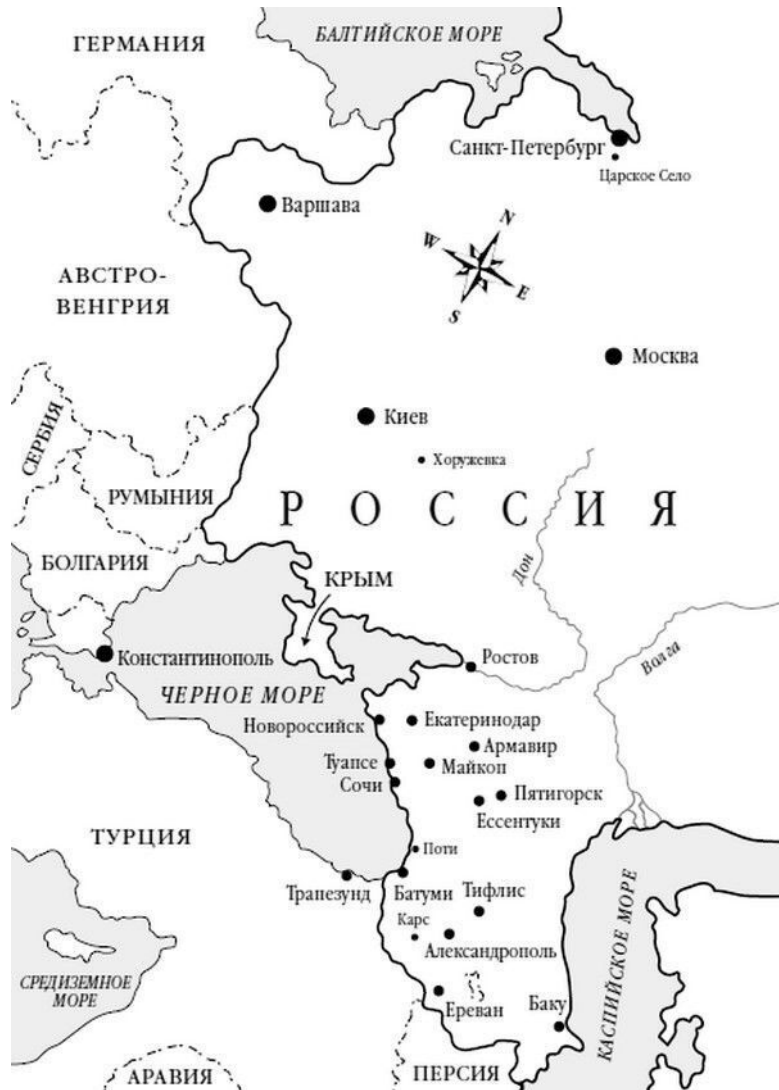 ГЕРМАНИЯ
БАЛТИЙСКОЕ МОРЕ
Санкт-Петербург
Царское Село
Варшава
N
W
E
S
АВСТРО-
ВЕНГРИЯ
Москва
Киев
СЕРБИЯ
Хоружевка
РУМЫНИЯ
РОССИЯ
БОЛГАРИЯ
КРЫМ
Дон
Константинополь
Ростов
Волга
ЧЕРНОЕ МОРЕ
Новороссийск
Екатеринодар
Армавир
Туапсе
Майкоп
Сочи
Пятигорск
Ессентуки
ТУРЦИЯ
Поти
Трапезунд
Батуми
Тифлис
Карс
Александрополь
КАСПИЙСКОЕ МОРЕ
СРЕДИЗЕМНОЕ
МОРЕ
Ереван
Баку
АРАВИЯ
ПЕРСИЯ